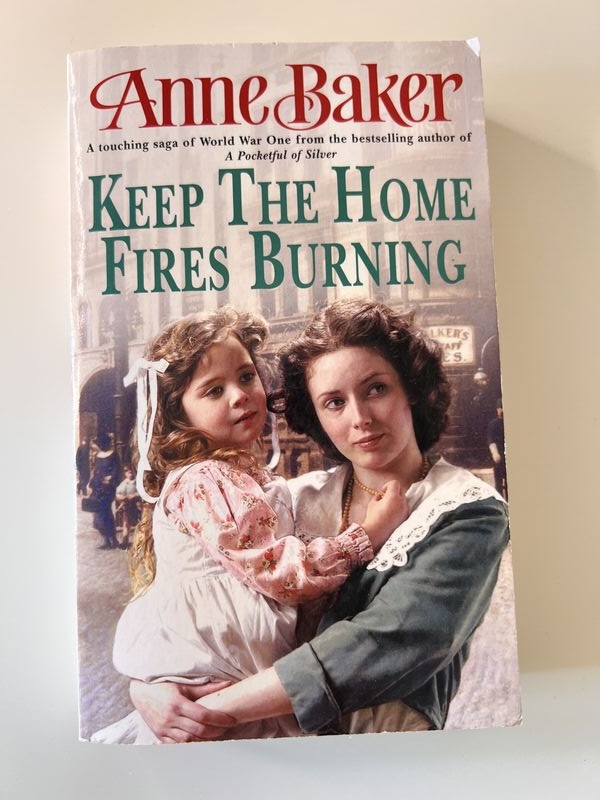 Anne Baker
A touching saga of World War One from the bestselling author of
A Pocketful of Silver
KEEP THE HOME
FIRES BURNING